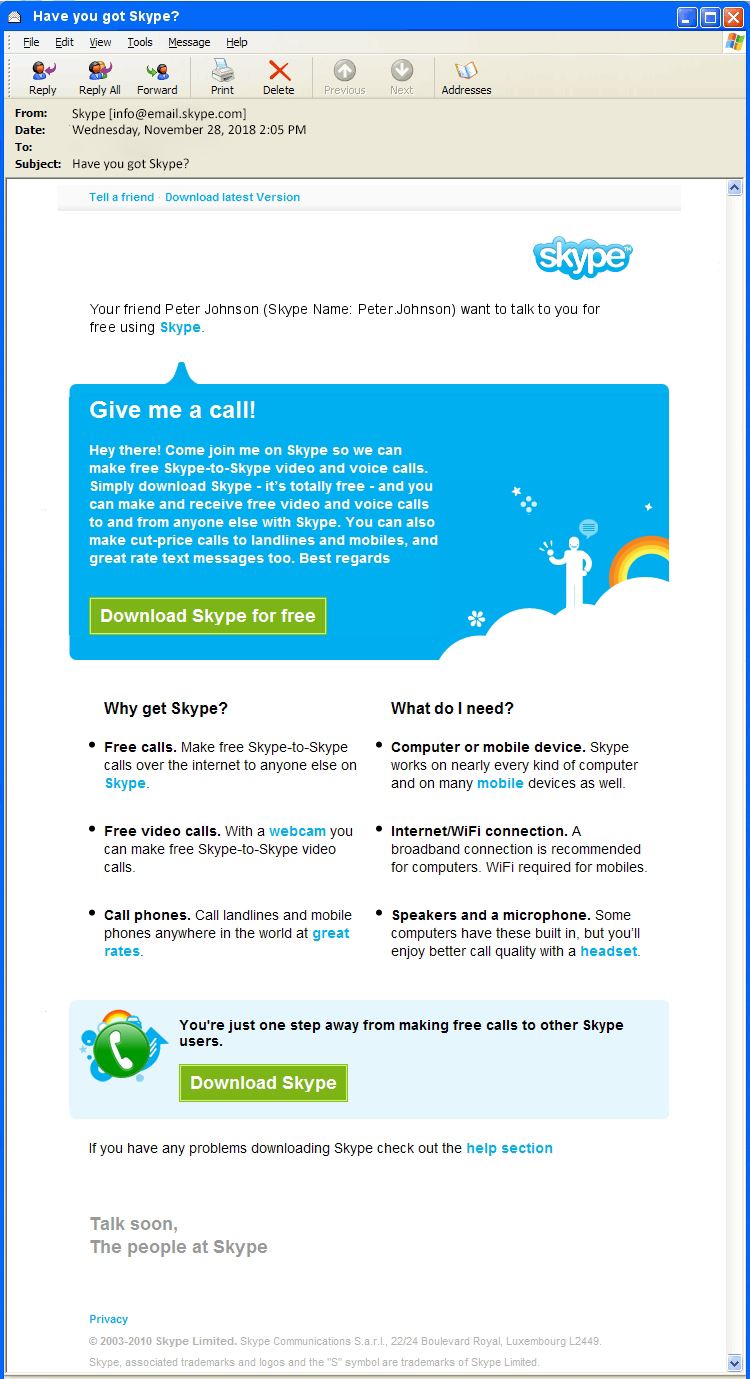 Have you got Skype?
File Edit View Tools Message Help
Reply Reply All Forward Print Delete Previous Next Addresses
From: Skype [info@email.skype.com]
Date: Wednesday, November 28, 2018 2:05 PM
To:
Subject: Have you got Skype?
Tell a friend · Download latest Version
skype™
Your friend Peter Johnson (Skype Name: Peter.Johnson) want to talk to you for
free using Skype.
Give me a call!
Hey there! Come join me on Skype so we can
make free Skype-to-Skype video and voice calls.
Simply download Skype - it's totally free - and you
can make and receive free video and voice calls
to and from anyone else with Skype. You can also
make cut-price calls to landlines and mobiles, and
great rate text messages too. Best regards
Download Skype for free
Why get Skype?
• Free calls. Make free Skype-to-Skype
calls over the internet to anyone else on
Skype.
• Free video calls. With a webcam you
can make free Skype-to-Skype video
calls.
• Call phones. Call landlines and mobile
phones anywhere in the world at great
rates.
What do I need?
• Computer or mobile device. Skype
works on nearly every kind of computer
and on many mobile devices as well.
• Internet/WiFi connection. A
broadband connection is recommended
for computers. WiFi required for mobiles.
• Speakers and a microphone. Some
computers have these built in, but you'll
enjoy better call quality with a headset.
You're just one step away from making free calls to other Skype
users.
Download Skype
If you have any problems downloading Skype check out the help section
Talk soon,
The people at Skype
Privacy
© 2003-2010 Skype Limited. Skype Communications S.a.r.l., 22/24 Boulevard Royal, Luxembourg L2449.
Skype, associated trademarks and logos and the "S" symbol are trademarks of Skype Limited.